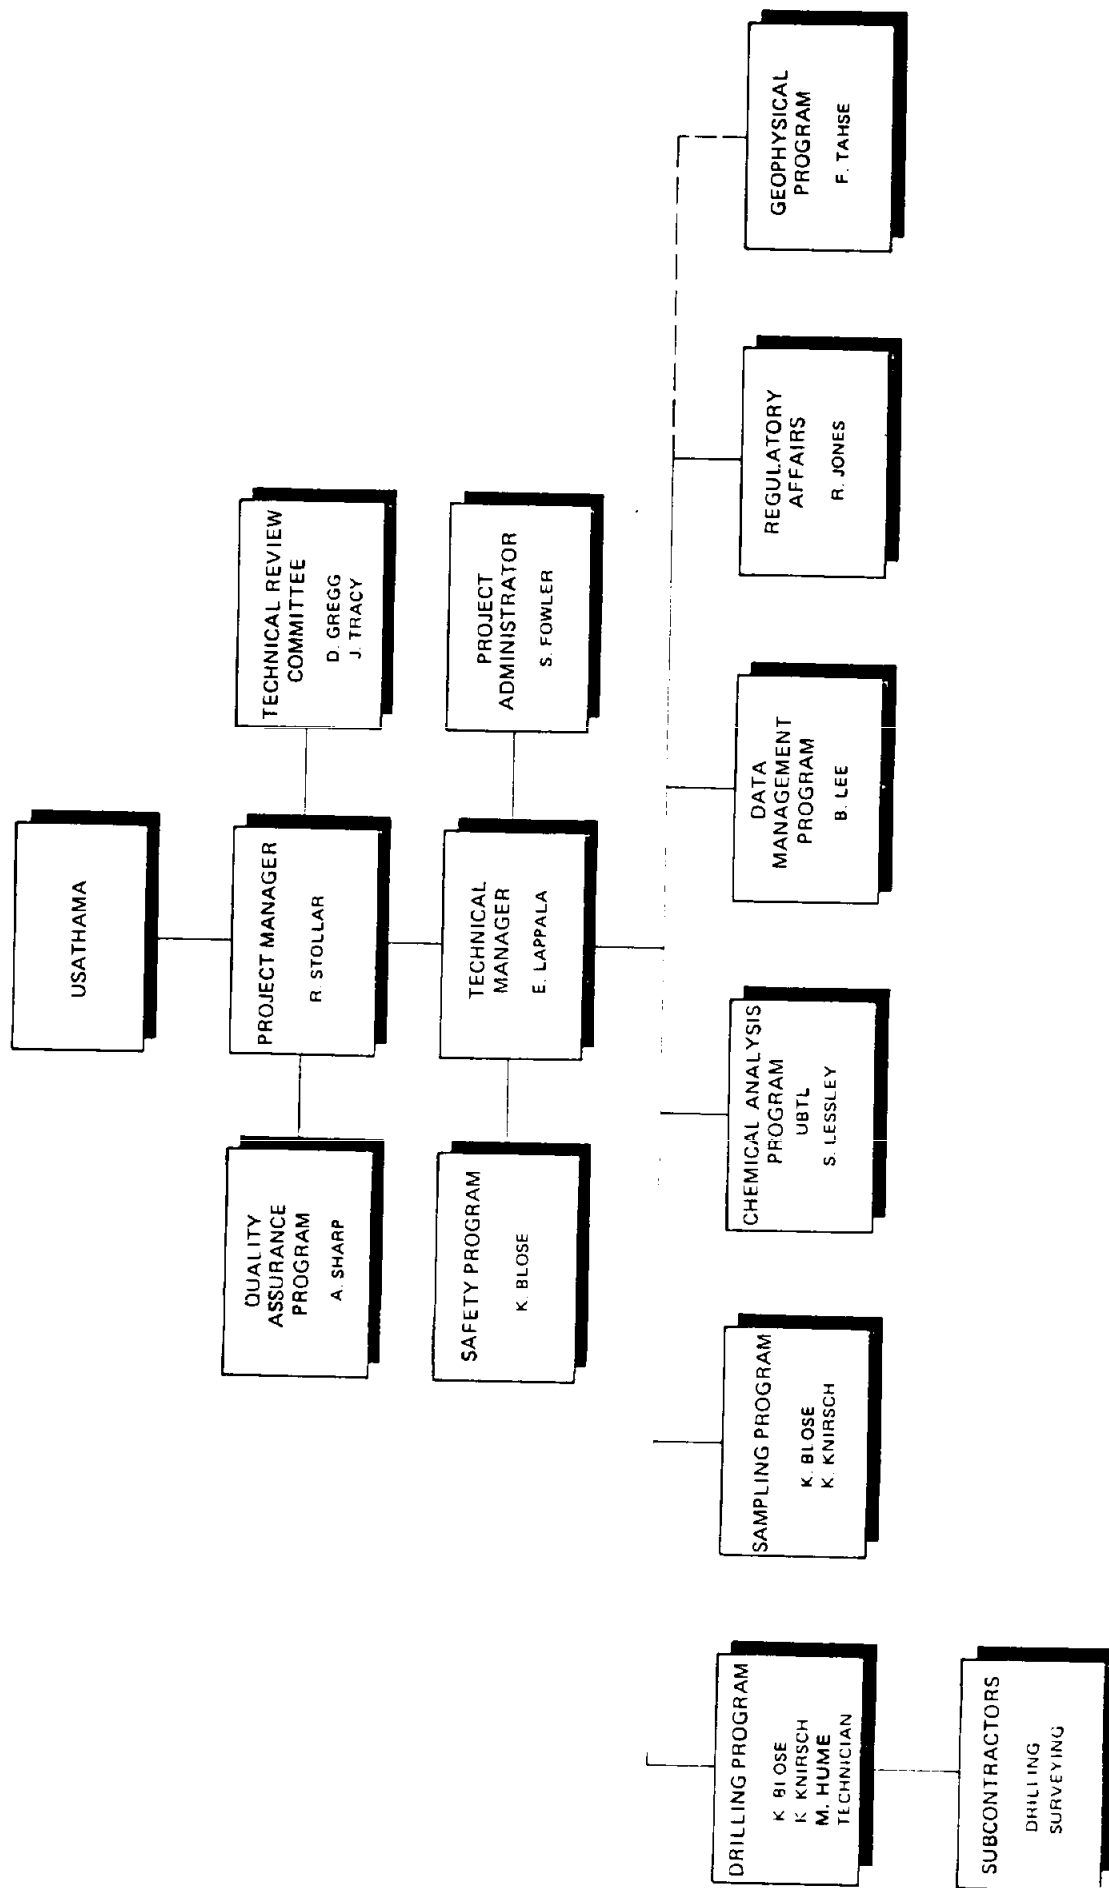 USATHAMA
QUALITY
ASSURANCE
PROGRAM
A. SHARP
PROJECT MANAGER
R. STOLLAR
TECHNICAL REVIEW
COMMITTEE
D. GREGG
J. TRACY
SAFETY PROGRAM
K. BLOSE
TECHNICAL
MANAGER
E. LAPPALA
PROJECT
ADMINISTRATOR
S. FOWLER
DRILLING PROGRAM
K BLOSE
K KNIRSCH
M. HUME
TECHNICIAN
SAMPLING PROGRAM
K. BLOSE
K. KNIRSCH
CHEMICAL ANALYSIS
PROGRAM
UBTL
S. LESSLEY
DATA
MANAGEMENT
PROGRAM
B. LEE
REGULATORY
AFFAIRS
R. JONES
GEOPHYSICAL
PROGRAM
F. TAHSE
SUBCONTRACTORS
DRILLING
SURVEYING